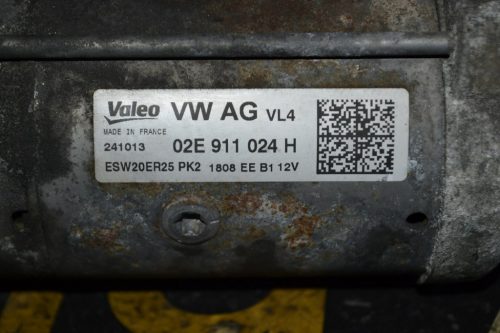 Valeo VW AG VL4
MADE IN FRANCE
241013 02E 911 024 H
ESW20ER25 PK2 1808 EE B1 12V